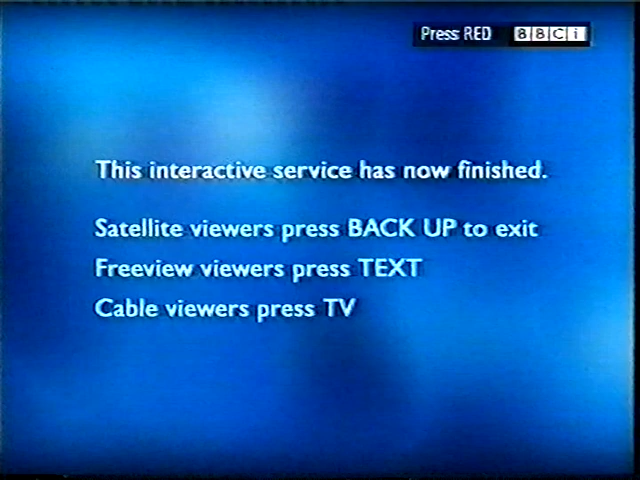 Press RED BBCi
This interactive service has now finished.
Satellite viewers press BACK UP to exit
Freeview viewers press TEXT
Cable viewers press TV